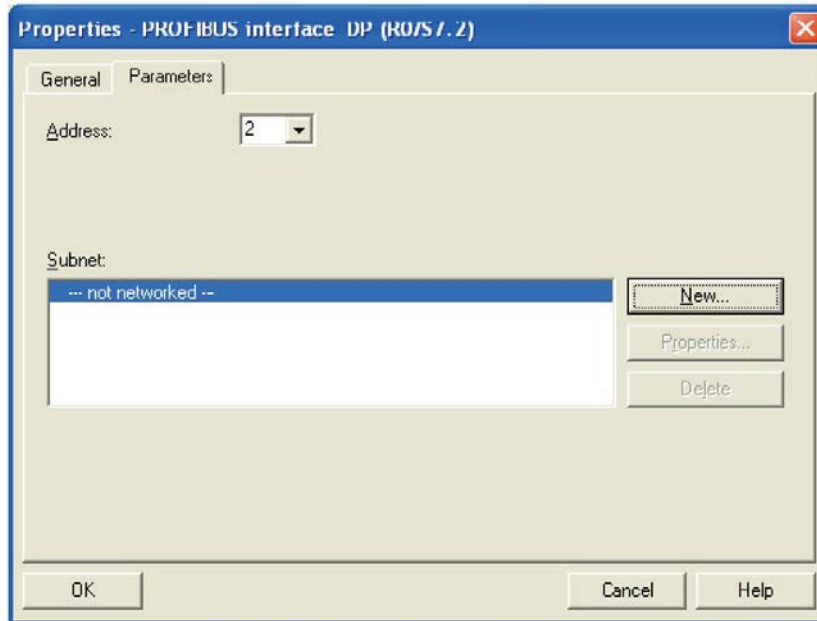 Properties - PROFIBUS interface DP (R0/S7.2)
General Parameters
Address: 2
Subnet:
--- not networked ---
New...
Properties...
Delete
OK Cancel Help